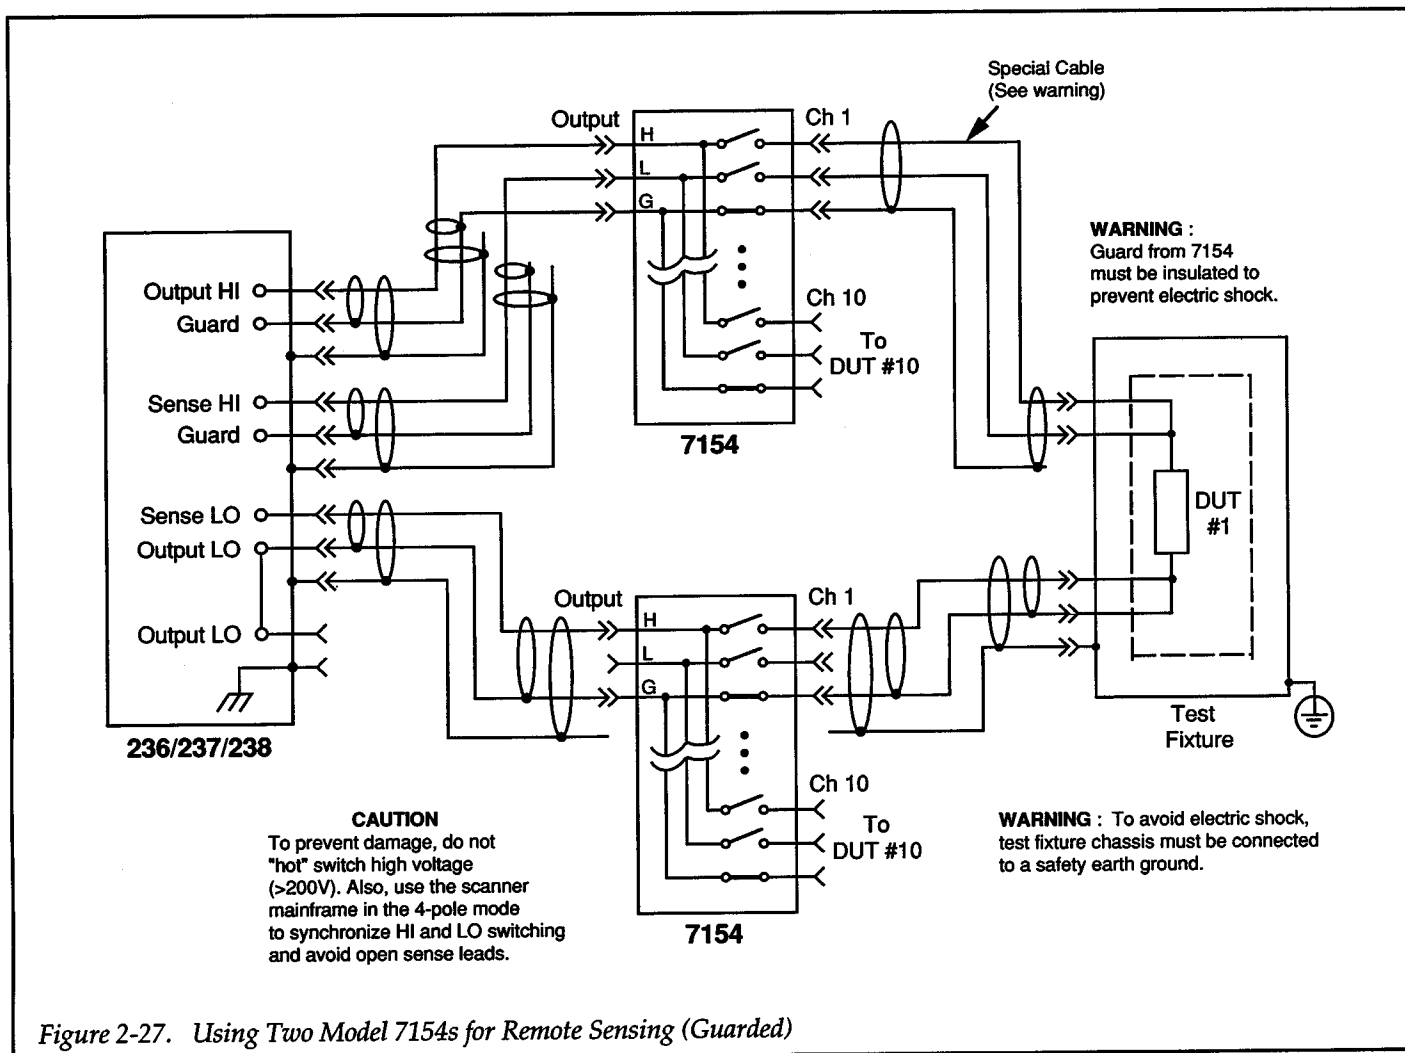 Special Cable
(See warning)
Output
Ch 1
H
L
G
WARNING :
Guard from 7154
must be insulated to
prevent electric shock.
Output HI
Guard
Ch 10
To
DUT #10
Sense HI
Guard
7154
Sense LO
Output LO
DUT
#1
Output
Ch 1
H
L
G
Output LO
Test
Fixture
236/237/238
Ch 10
To
DUT #10
7154
CAUTION
To prevent damage, do not
"hot" switch high voltage
(>200V). Also, use the scanner
mainframe in the 4-pole mode
to synchronize HI and LO switching
and avoid open sense leads.
WARNING : To avoid electric shock,
test fixture chassis must be connected
to a safety earth ground.
Figure 2-27. Using Two Model 7154s for Remote Sensing (Guarded)